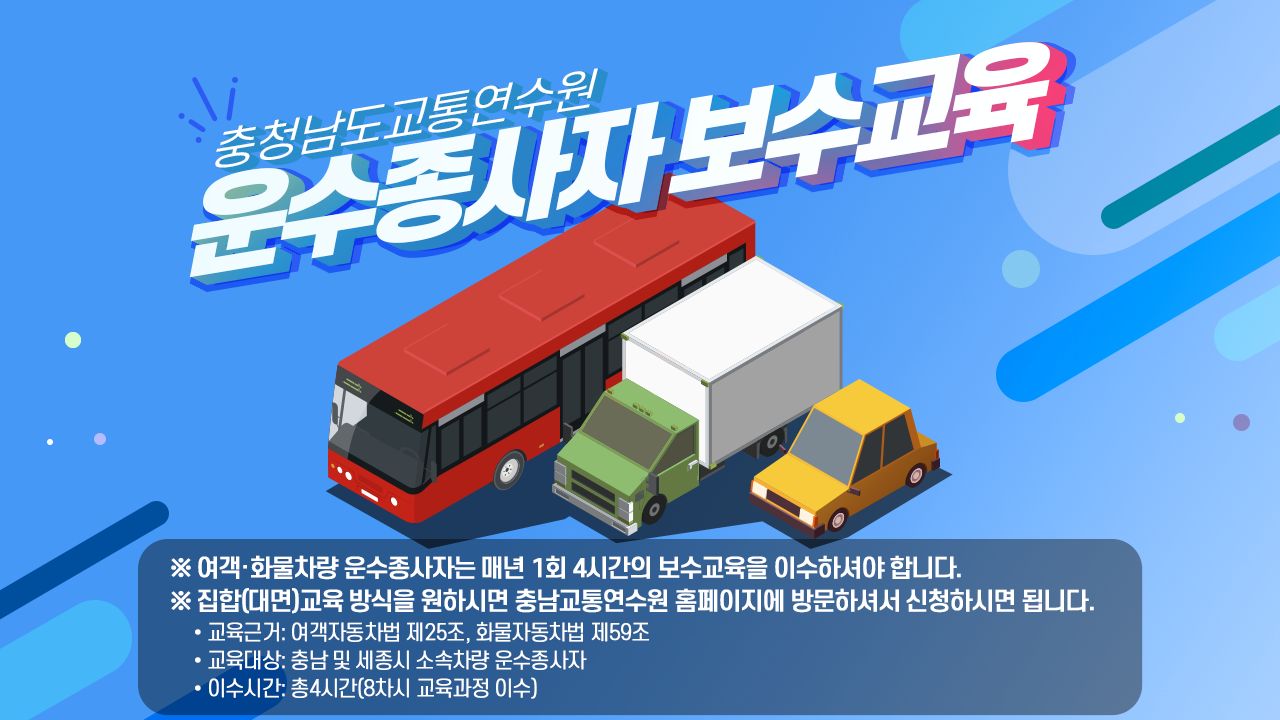 충청남도교통연수원
운수종사자 보수교육
※ 여객·화물차량 운수종사자는 매년 1회 4시간의 보수교육을 이수하셔야 합니다.
※ 집합(대면)교육 방식을 원하시면 충남교통연수원 홈페이지에 방문하셔서 신청하시면 됩니다.
• 교육근거: 여객자동차법 제25조, 화물자동차법 제59조
• 교육대상: 충남 및 세종시 소속차량 운수종사자
• 이수시간: 총4시간(8차시 교육과정 이수)